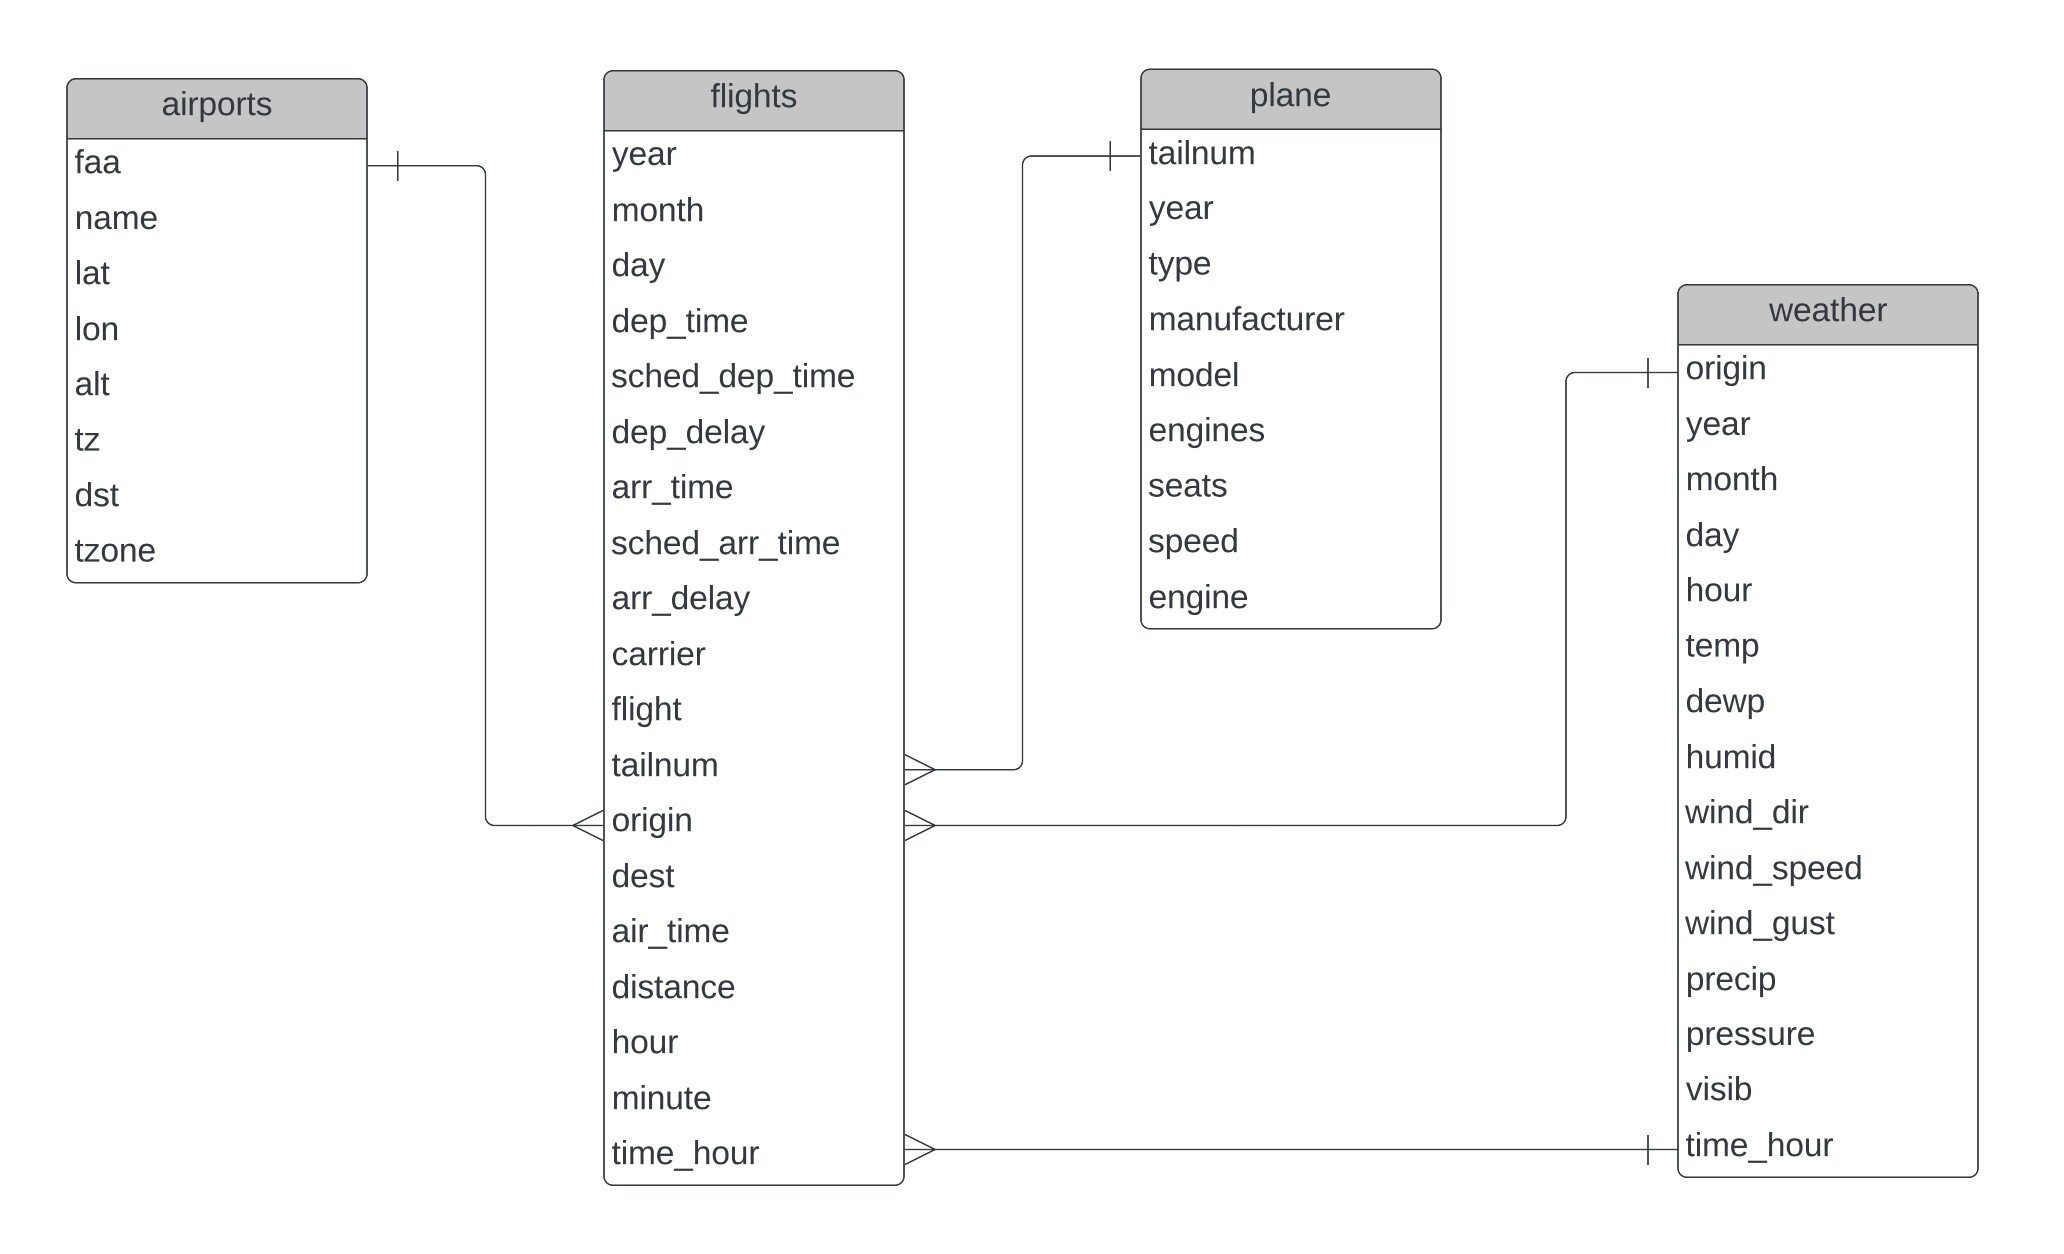 airports
faa
name
lat
lon
alt
tz
dst
tzone
flights
year
month
day
dep_time
sched_dep_time
dep_delay
arr_time
sched_arr_time
arr_delay
carrier
flight
tailnum
origin
dest
air_time
distance
hour
minute
time_hour
plane
tailnum
year
type
manufacturer
model
engines
seats
speed
engine
weather
origin
year
month
day
hour
temp
dewp
humid
wind_dir
wind_speed
wind_gust
precip
pressure
visib
time_hour